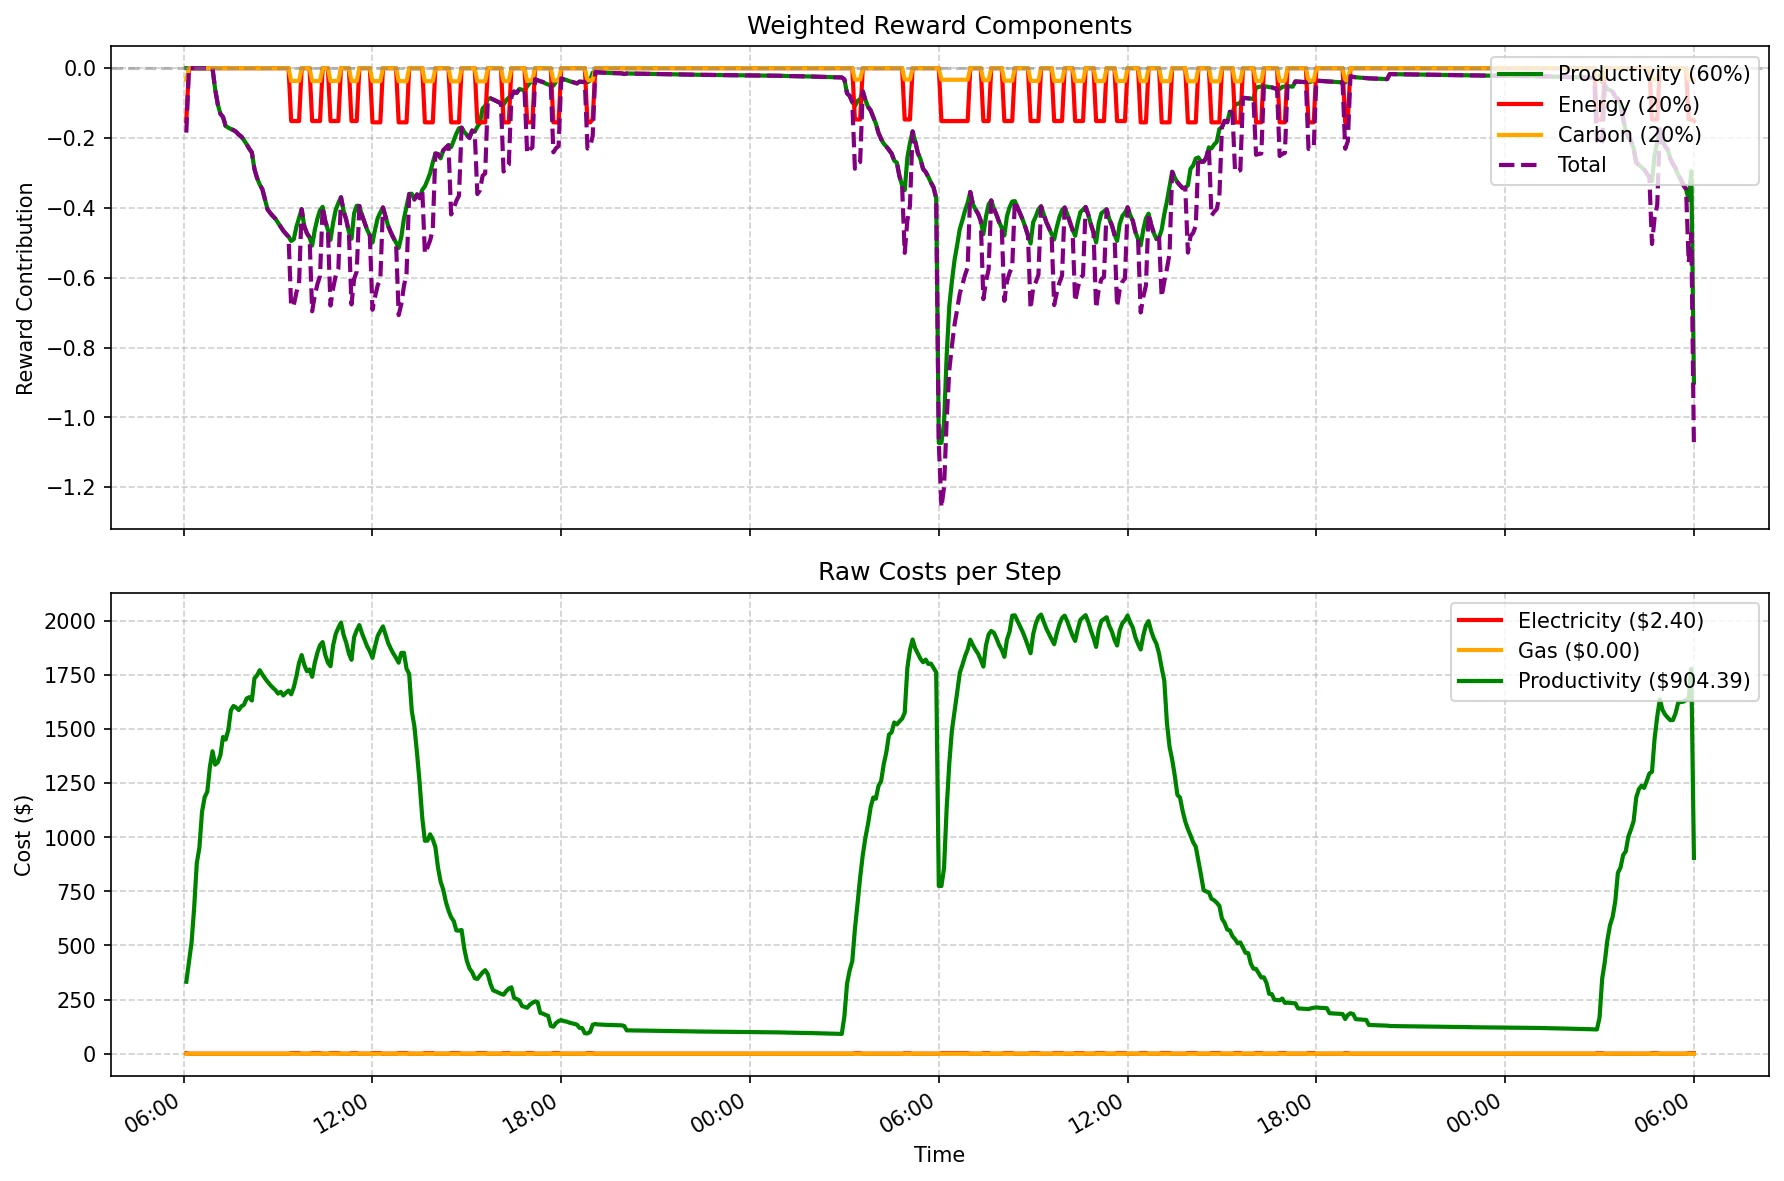 Weighted Reward Components
Reward Contribution
0.0
−0.2
−0.4
−0.6
−0.8
−1.0
−1.2
Productivity (60%)
Energy (20%)
Carbon (20%)
Total
Raw Costs per Step
Cost ($)
2000
1750
1500
1250
1000
750
500
250
0
Electricity ($2.40)
Gas ($0.00)
Productivity ($904.39)
06:00
12:00
18:00
00:00
06:00
12:00
18:00
00:00
06:00
Time